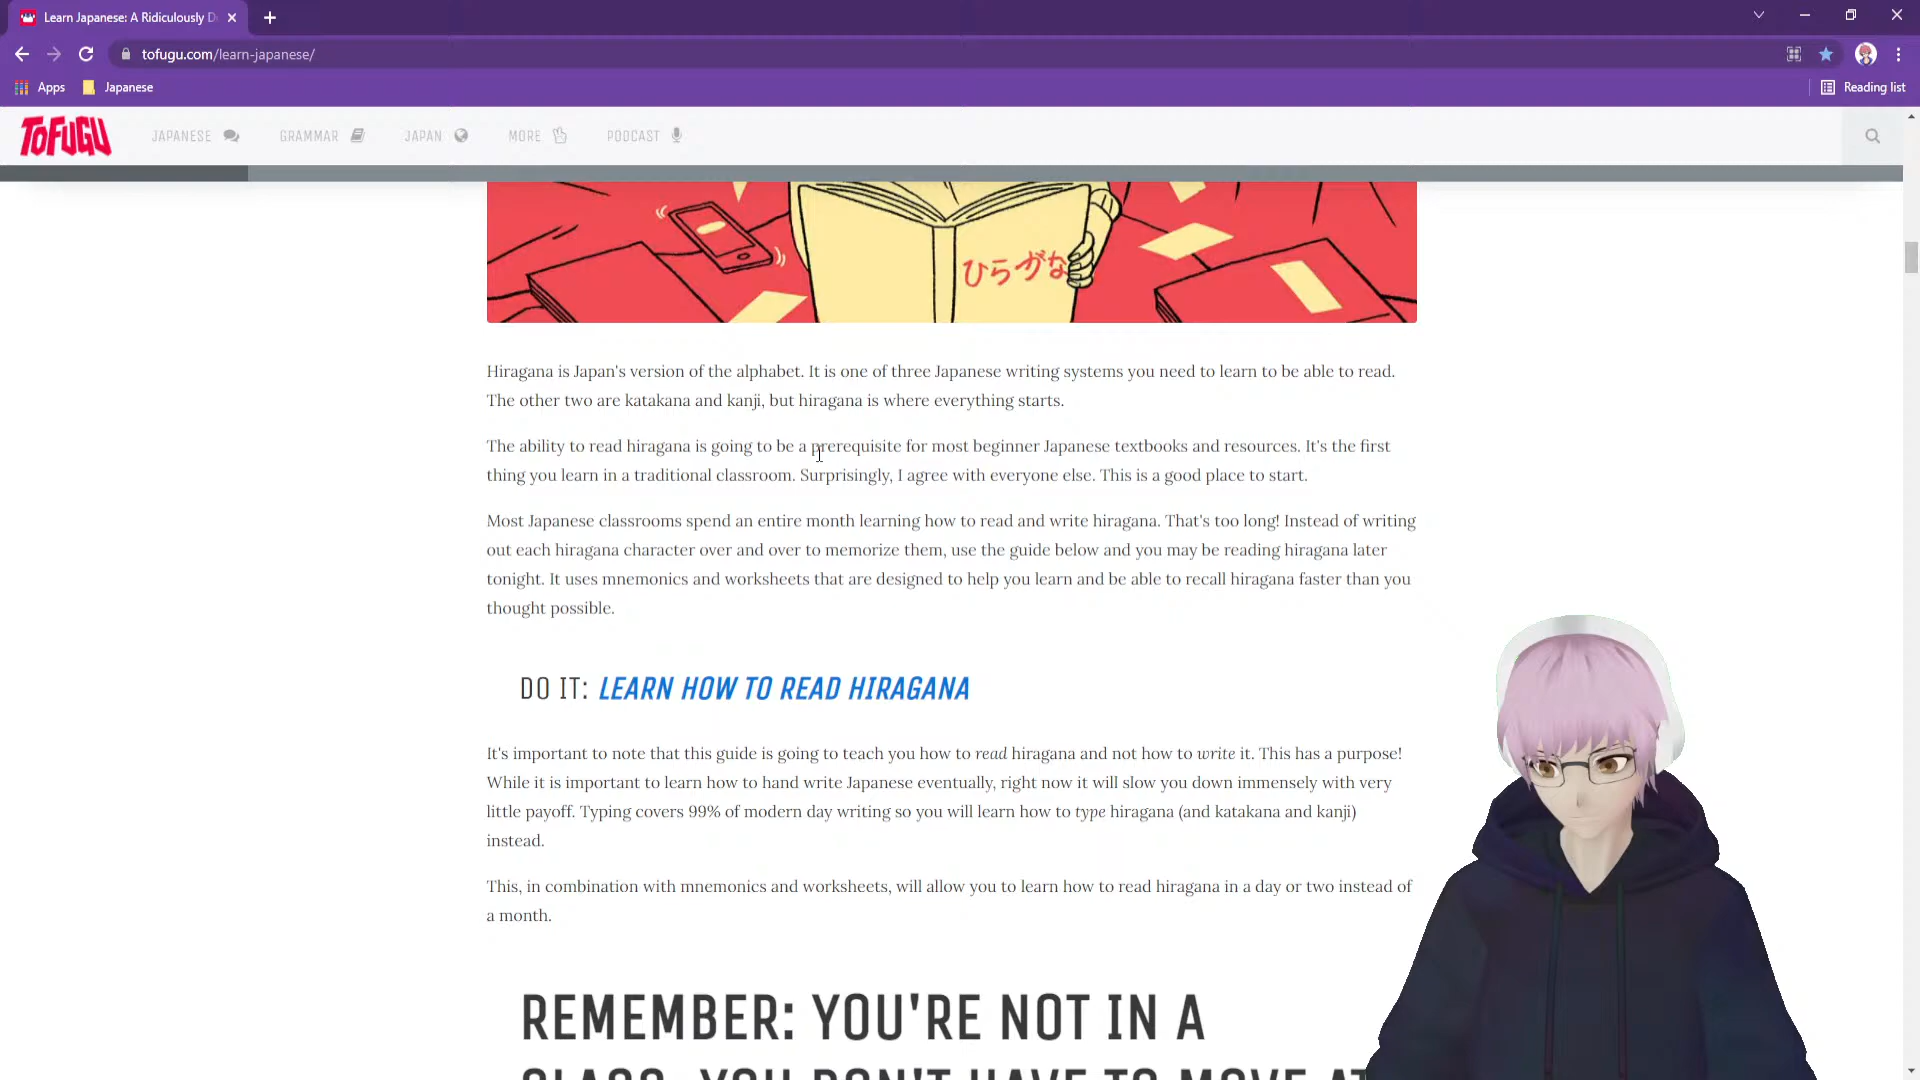 Learn Japanese: A Ridiculously D
tofugu.com/learn-japanese/
Apps
Japanese
Reading list
TOFUGU
JAPANESE
GRAMMAR
JAPAN
MORE
PODCAST
ひらがな
Hiragana is Japan's version of the alphabet. It is one of three Japanese writing systems you need to learn to be able to read.
The other two are katakana and kanji, but hiragana is where everything starts.
The ability to read hiragana is going to be a prerequisite for most beginner Japanese textbooks and resources. It's the first
thing you learn in a traditional classroom. Surprisingly, I agree with everyone else. This is a good place to start.
Most Japanese classrooms spend an entire month learning how to read and write hiragana. That's too long! Instead of writing
out each hiragana character over and over to memorize them, use the guide below and you may be reading hiragana later
tonight. It uses mnemonics and worksheets that are designed to help you learn and be able to recall hiragana faster than you
thought possible.
DO IT: LEARN HOW TO READ HIRAGANA
It's important to note that this guide is going to teach you how to read hiragana and not how to write it. This has a purpose!
While it is important to learn how to hand write Japanese eventually, right now it will slow you down immensely with very
little payoff. Typing covers 99% of modern day writing so you will learn how to type hiragana (and katakana and kanji)
instead.
This, in combination with mnemonics and worksheets, will allow you to learn how to read hiragana in a day or two instead of
a month.
REMEMBER: YOU'RE NOT IN A
CLASS, YOU DON'T HAVE TO MOVE AT